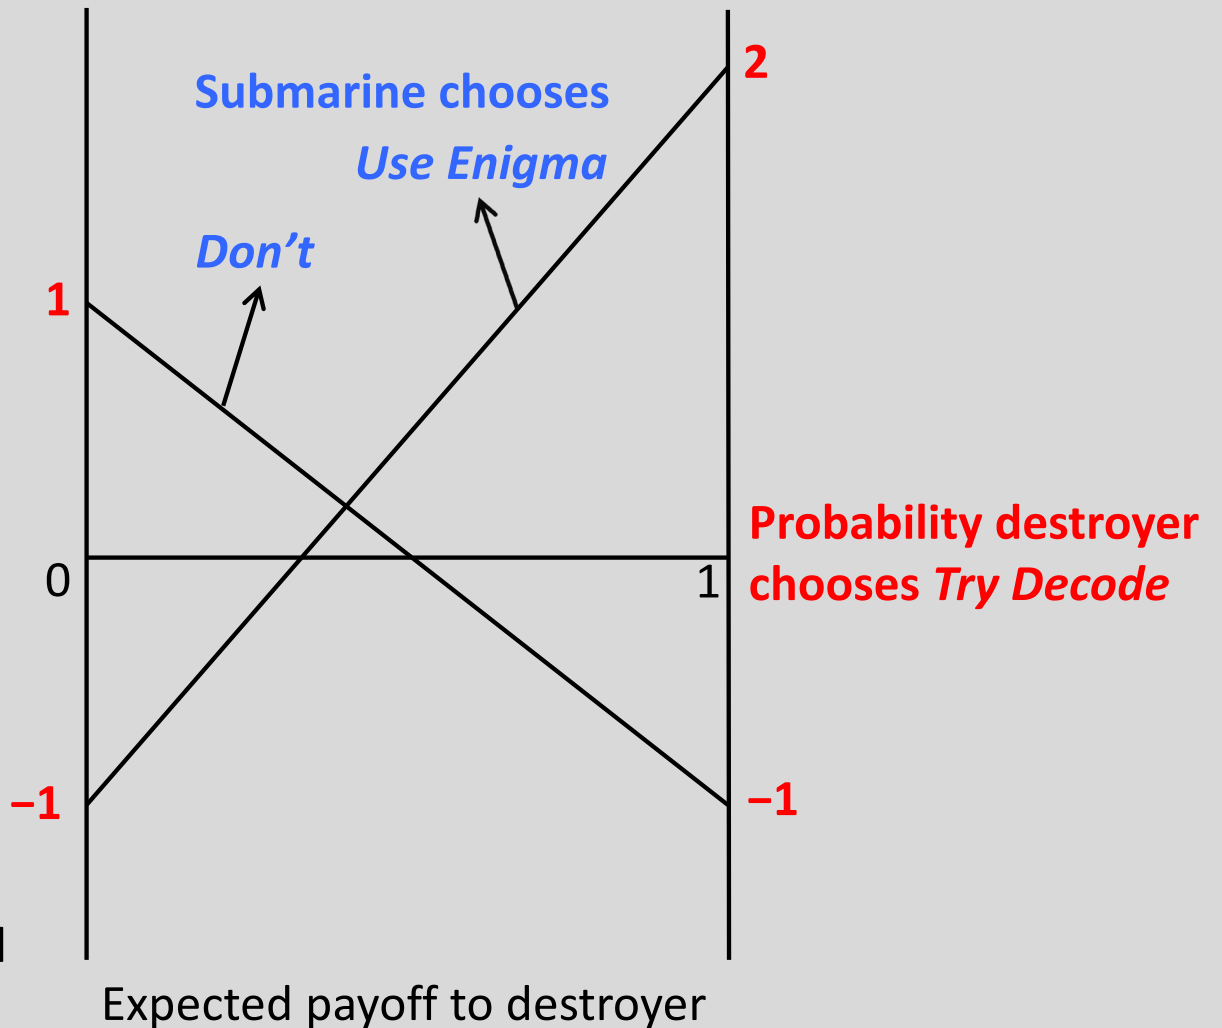 2
Submarine chooses
Use Enigma
Don’t
1
Probability destroyer
0
1
chooses Try Decode
–1
–1
Expected payoff to destroyer